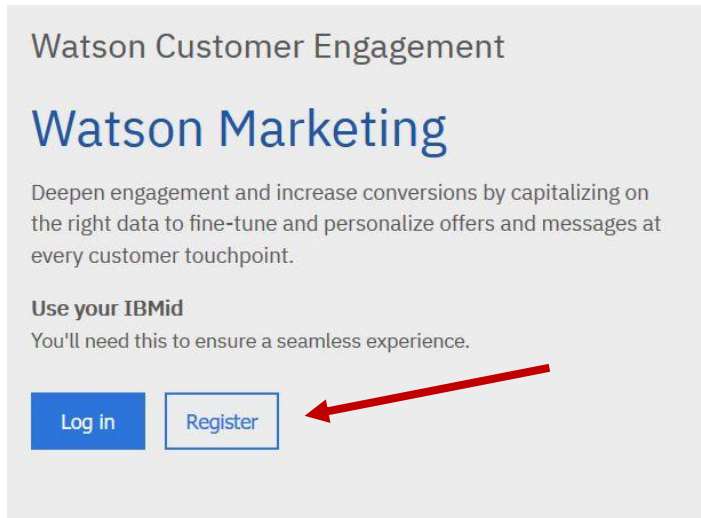 Watson Customer Engagement
Watson Marketing
Deepen engagement and increase conversions by capitalizing on
the right data to fine-tune and personalize offers and messages at
every customer touchpoint.
Use your IBMid
You'll need this to ensure a seamless experience.
Log in Register